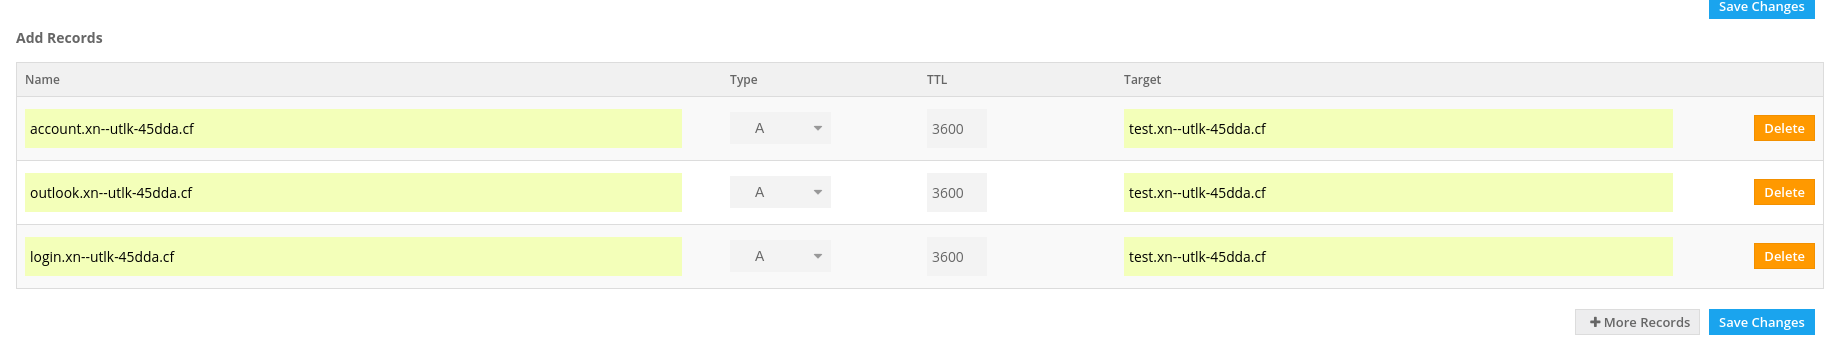 Save Changes
Add Records
Name Type TTL Target
account.xn--utlk-45dda.cf A 3600 test.xn--utlk-45dda.cf Delete
outlook.xn--utlk-45dda.cf A 3600 test.xn--utlk-45dda.cf Delete
login.xn--utlk-45dda.cf A 3600 test.xn--utlk-45dda.cf Delete
+ More Records Save Changes